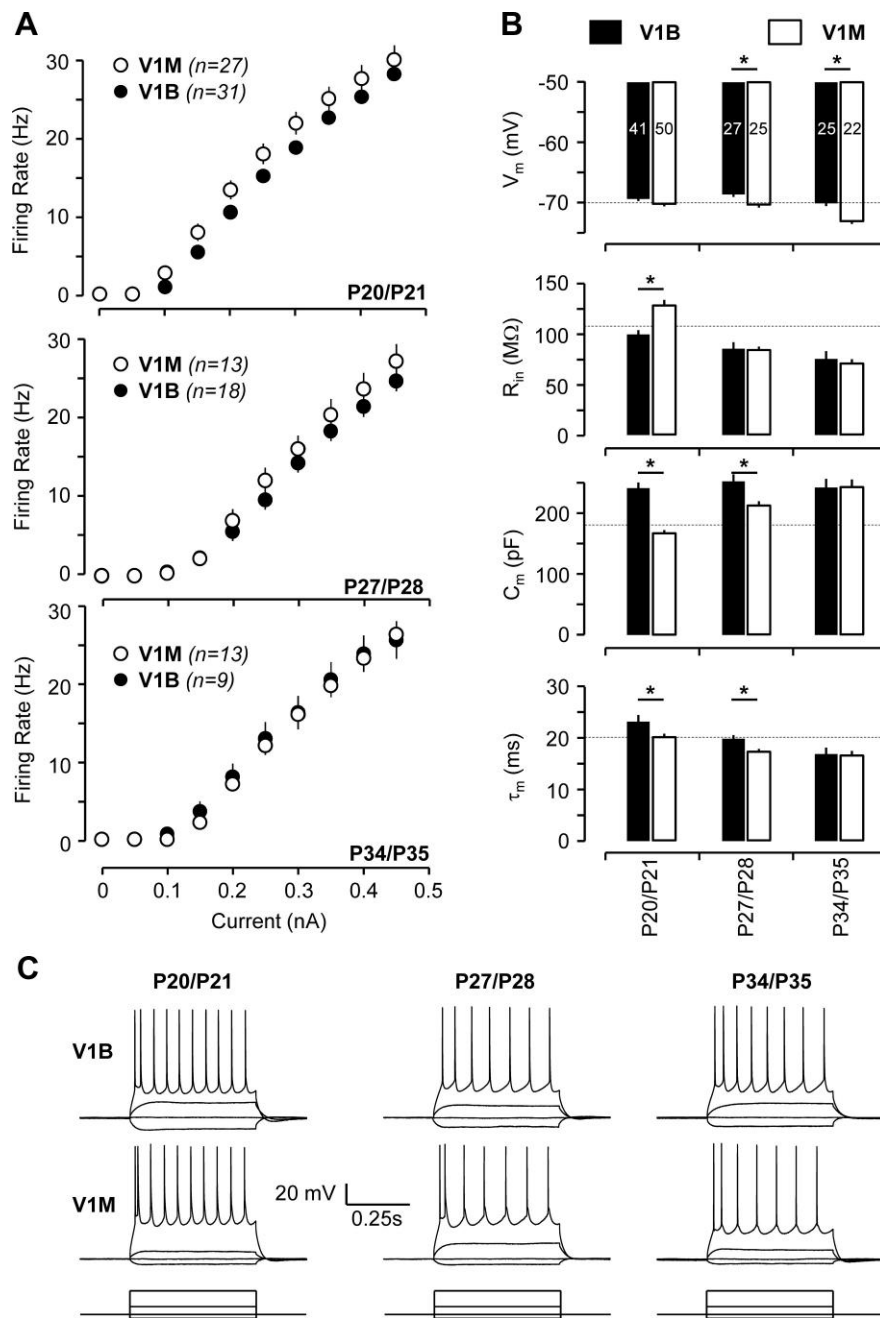 A
30
V1M (n=27)
V1B (n=31)
20
Firing Rate (Hz)
10
0
P20/P21
30
V1M (n=13)
V1B (n=18)
20
Firing Rate (Hz)
10
0
P27/P28
30
V1M (n=13)
V1B (n=9)
20
Firing Rate (Hz)
10
0
P34/P35
0 0.1 0.2 0.3 0.4 0.5
Current (nA)
B
V1B V1M
* *
-50
-60
-70
Vm (mV)
41 50 27 25 25 22
*
150
100
50
0
Rin (MΩ)
* *
200
100
0
Cm (pF)
* *
30
20
10
0
τm (ms)
P20/P21
P27/P28
P34/P35
C
P20/P21 P27/P28 P34/P35
V1B
V1M
20 mV
0.25s